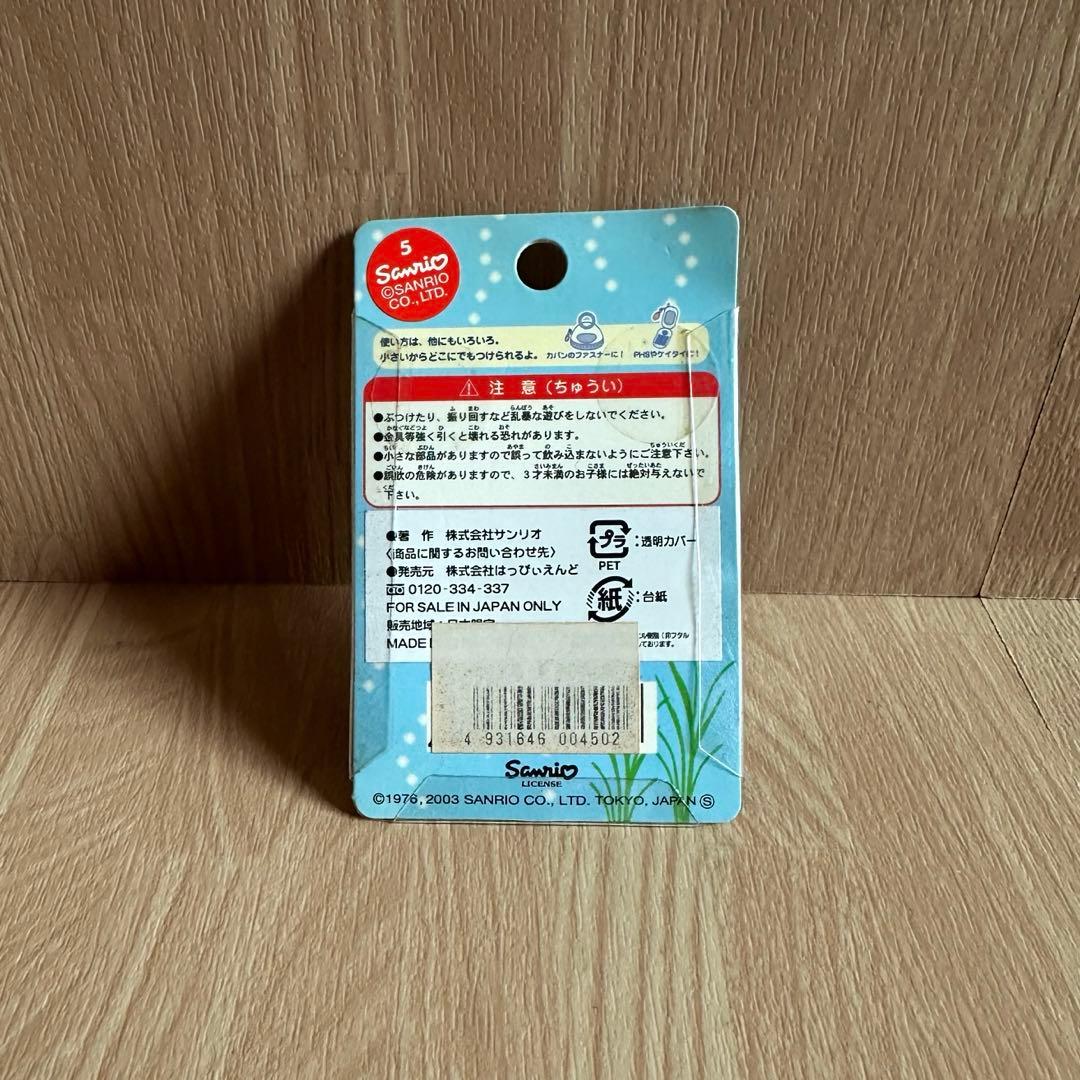 5
Sanrio
©SANRIO
CO., LTD.
使い方は、他にもいろいろ。
小さいからどこにでもつけられるよ。
カバンのファスナーに!
PHSやケイタイに!
⚠ 注 意(ちゅうい)
●ぶつけたり、振り回すなど乱暴な遊びをしないでください。
●金具等強く引くと壊れる恐れがあります。
●小さな部品がありますので誤って飲み込まないようにご注意下さい。
●誤飲の危険がありますので、3才未満のお子様には絶対与えないで
下さい。
●著 作 株式会社サンリオ
〈商品に関するお問い合わせ先〉
●発売元 株式会社はっぴぃえんど
0120-334-337
FOR SALE IN JAPAN ONLY
販売地域:日本限定
MADE
プラ
PET
:透明カバー
紙
:台紙
4 931646 004502
Sanrio
LICENSE
©1976, 2003 SANRIO CO., LTD. TOKYO, JAPAN Ⓢ